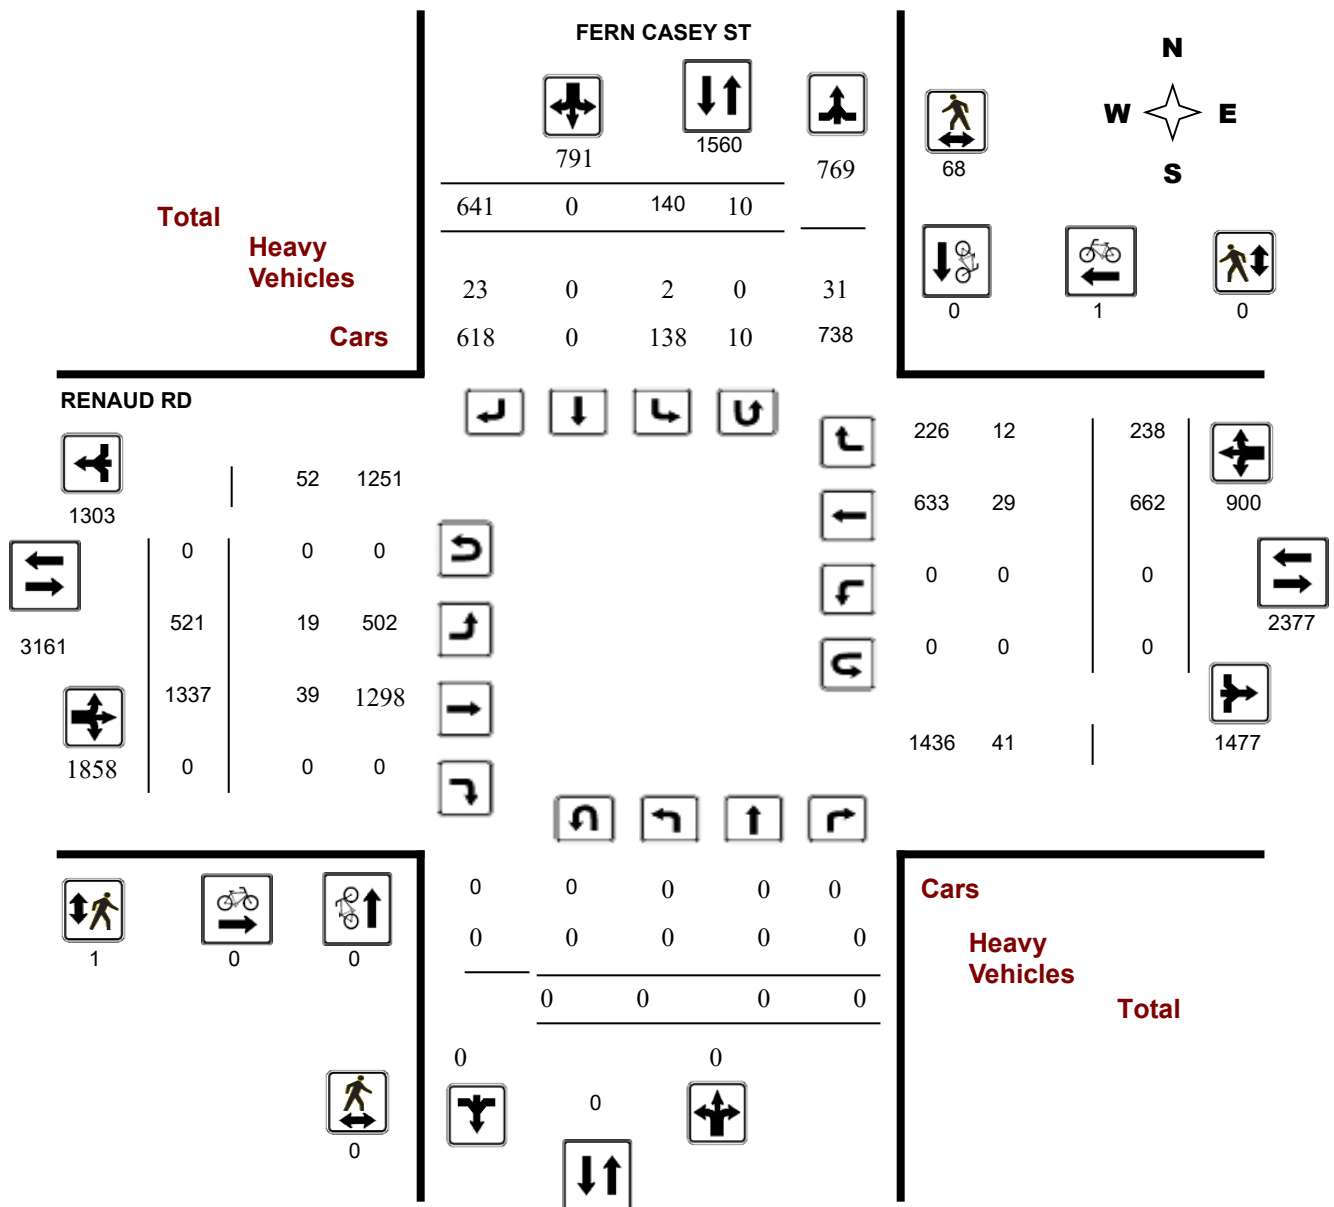 FERN CASEY ST
N
W E
S
791 1560 769 68
641 0 140 10
Total
Heavy
Vehicles
23 0 2 0 31
0 1 0
Cars 618 0 138 10 738
RENAUD RD
226 12 238
52 1251 633 29 662 900
1303
0 0 0 0 0 0
521 19 502 2377
3161 0 0 0
1337 39 1298
1436 41 1477
1858 0 0 0
0 0 0 0 0 Cars
0 0 0 0 0 Heavy
Vehicles
1 0 0
0 0 0 0 Total
0 0
0
0